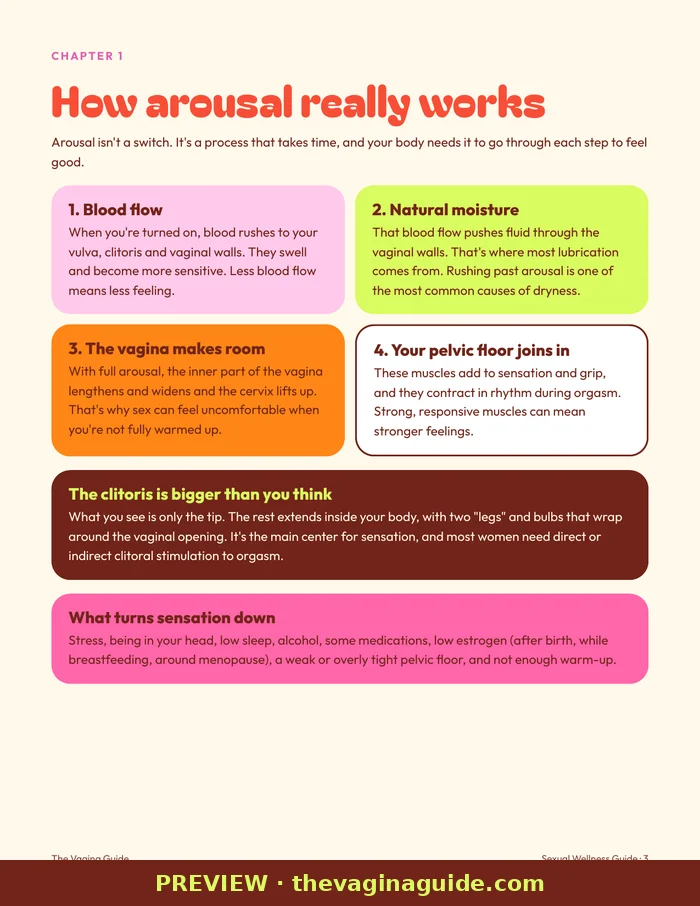 CHAPTER 1
How arousal really works
Arousal isn't a switch. It's a process that takes time, and your body needs it to go through each step to feel
good.
1. Blood flow
When you're turned on, blood rushes to your
vulva, clitoris and vaginal walls. They swell
and become more sensitive. Less blood flow
means less feeling.
2. Natural moisture
That blood flow pushes fluid through the
vaginal walls. That's where most lubrication
comes from. Rushing past arousal is one of
the most common causes of dryness.
3. The vagina makes room
With full arousal, the inner part of the vagina
lengthens and widens and the cervix lifts up.
That's why sex can feel uncomfortable when
you're not fully warmed up.
4. Your pelvic floor joins in
These muscles add to sensation and grip,
and they contract in rhythm during orgasm.
Strong, responsive muscles can mean
stronger feelings.
The clitoris is bigger than you think
What you see is only the tip. The rest extends inside your body, with two "legs" and bulbs that wrap
around the vaginal opening. It's the main center for sensation, and most women need direct or
indirect clitoral stimulation to orgasm.
What turns sensation down
Stress, being in your head, low sleep, alcohol, some medications, low estrogen (after birth, while
breastfeeding, around menopause), a weak or overly tight pelvic floor, and not enough warm-up.
The Vagina Guide
Sexual Wellness Guide · 3
PREVIEW · thevaginaguide.com